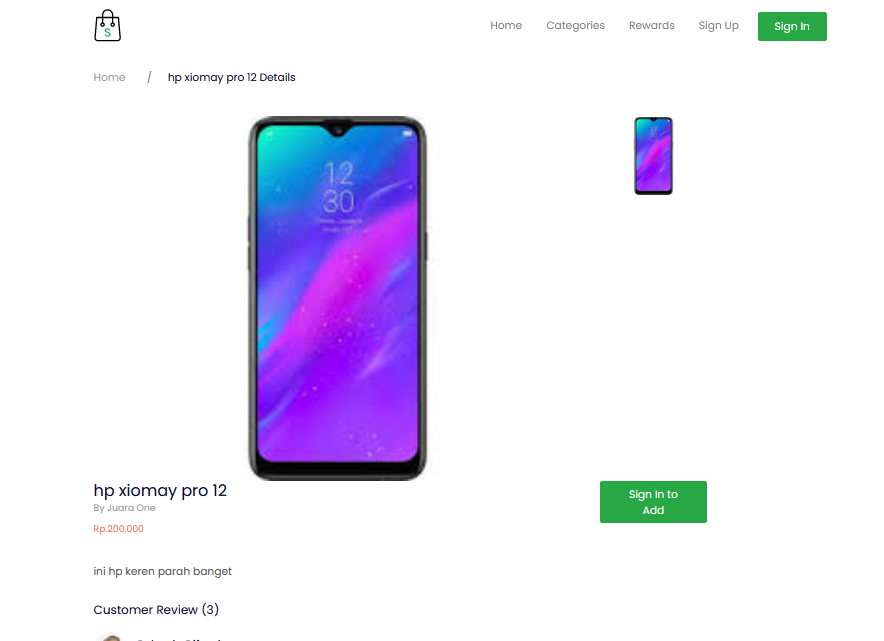 S
Home Categories Rewards Sign Up Sign In
Home / hp xiomay pro 12 Details
12
30
hp xiomay pro 12
By Juara One
Rp.200,000
Sign In to
Add
ini hp keren parah banget
Customer Review (3)